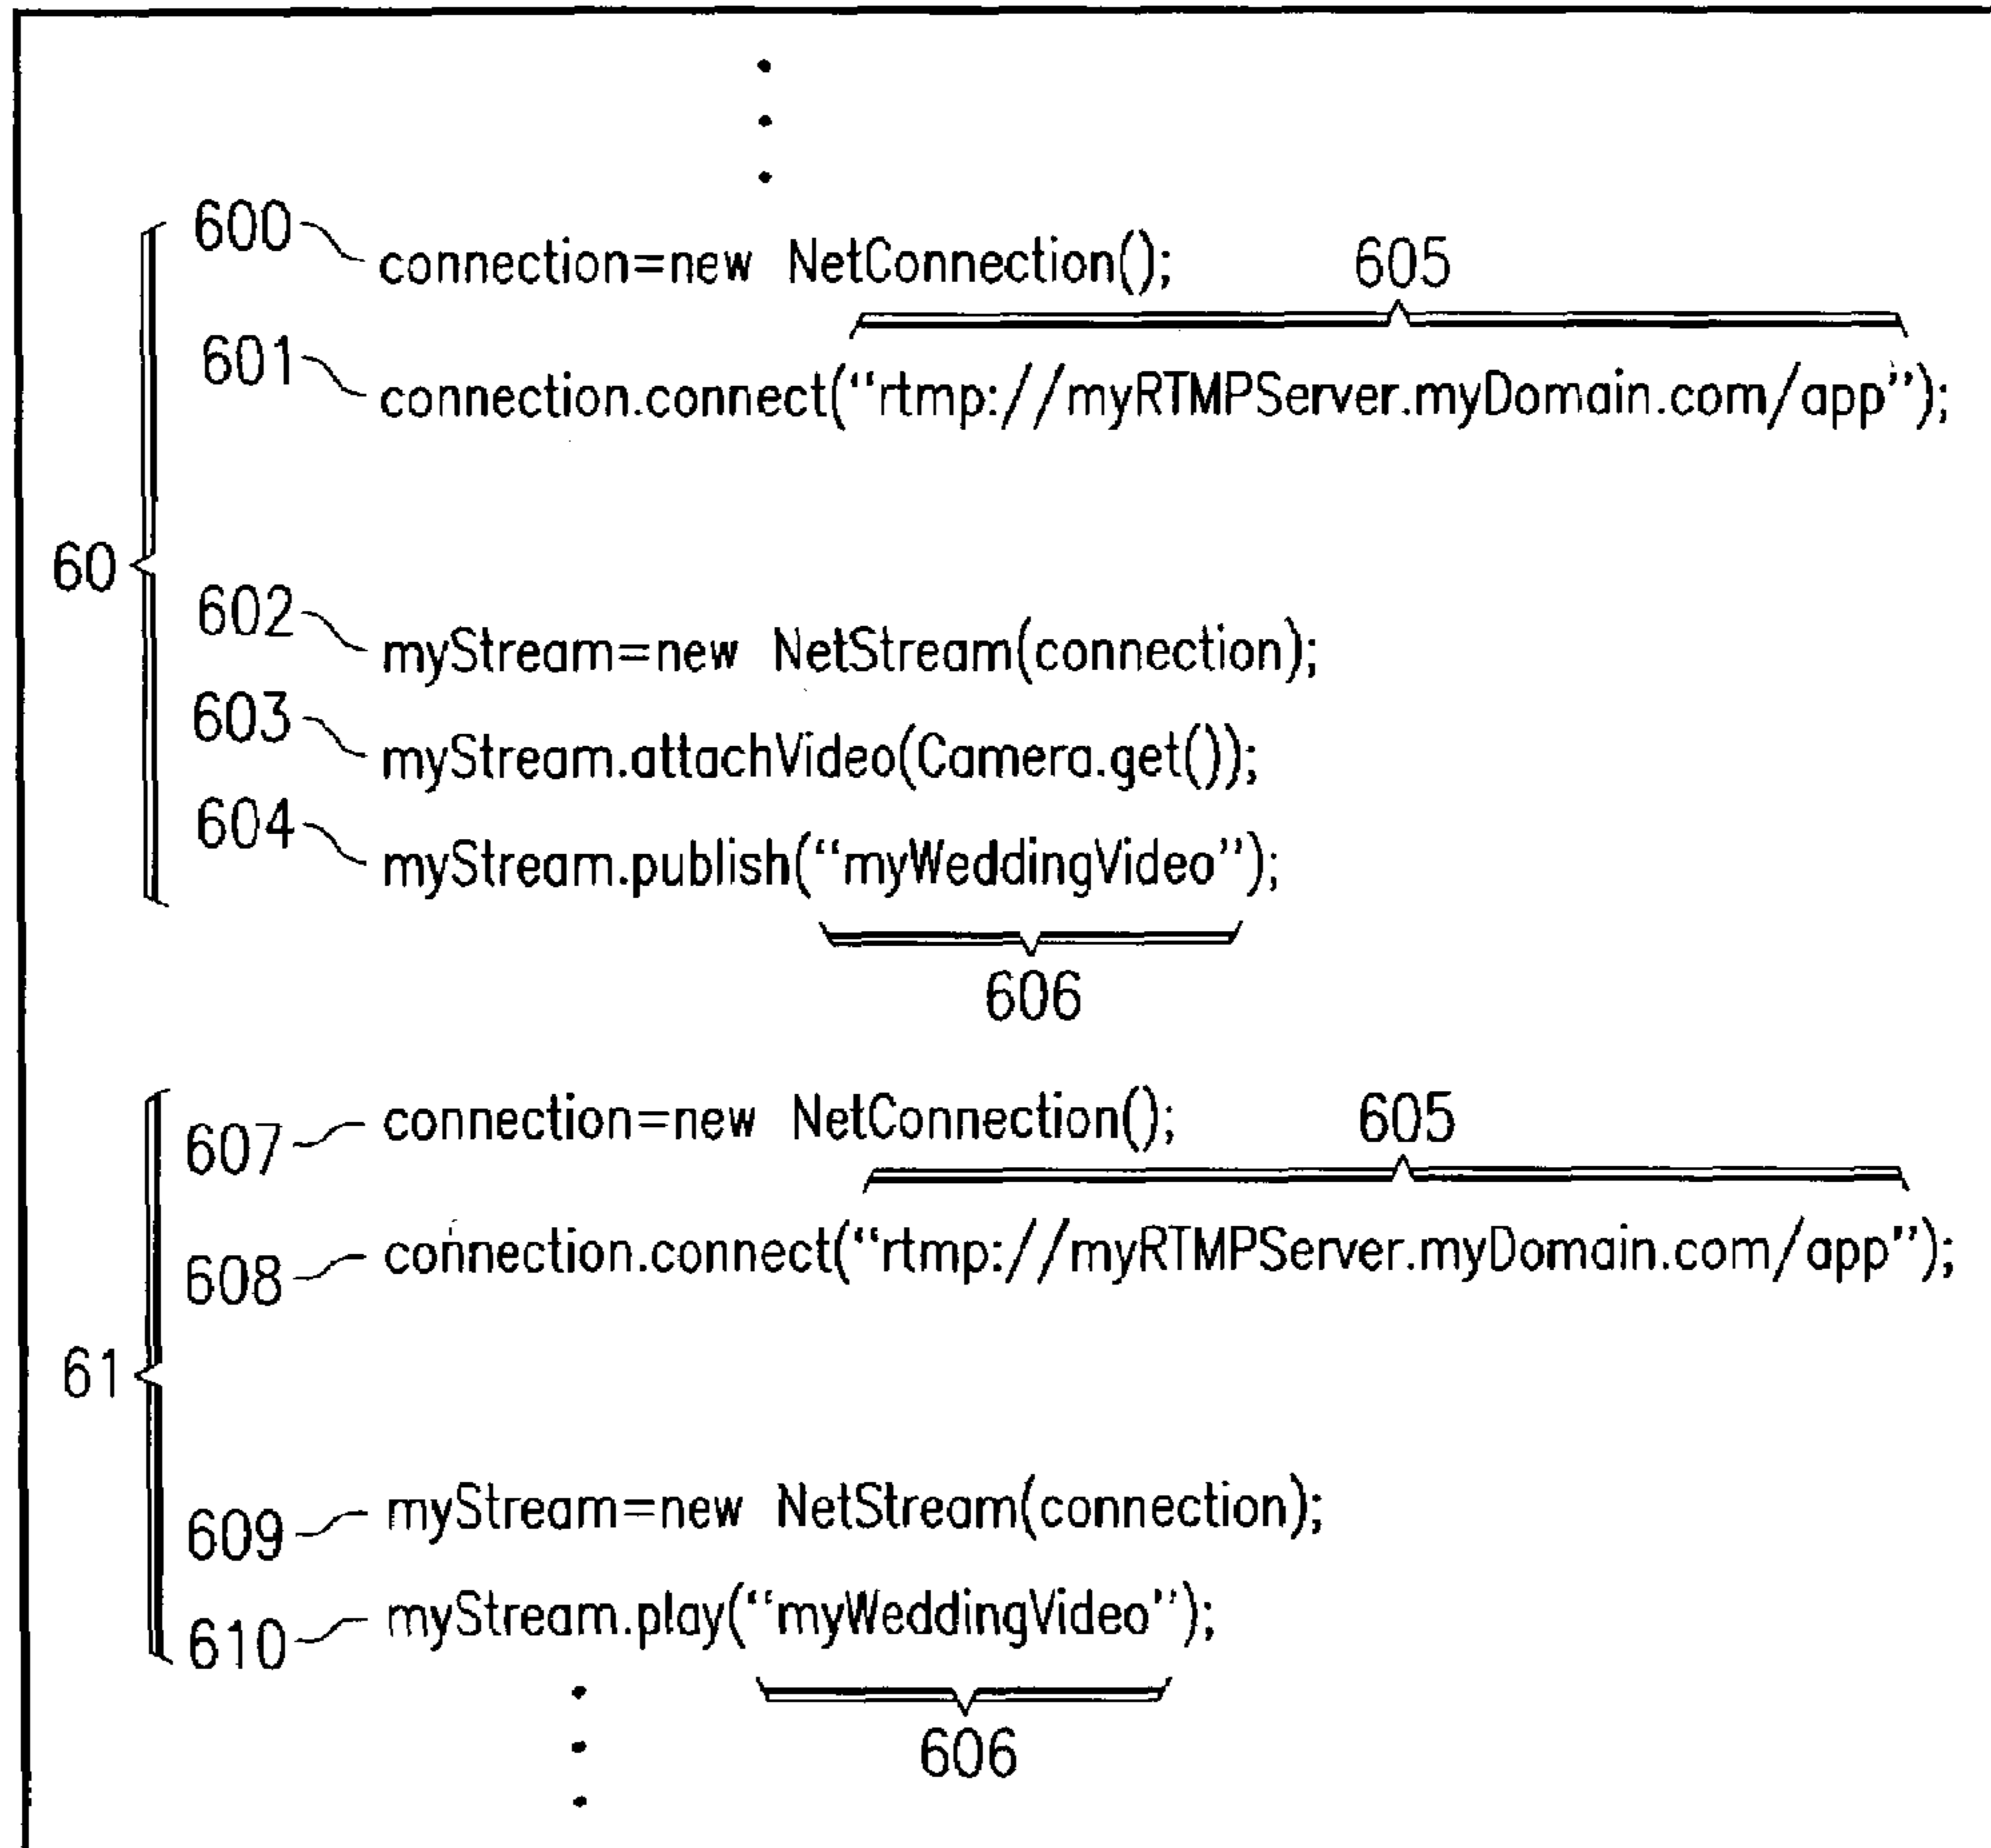 600
connection=new NetConnection();
605
601
connection.connect("rtmp://myRTMPServer.myDomain.com/app");
60
602
myStream=new NetStream(connection);
603
myStream.attachVideo(Camera.get());
604
myStream.publish("myWeddingVideo");
606
607
connection=new NetConnection();
605
608
connection.connect("rtmp://myRTMPServer.myDomain.com/app");
61
609
myStream=new NetStream(connection);
610
myStream.play("myWeddingVideo");
606